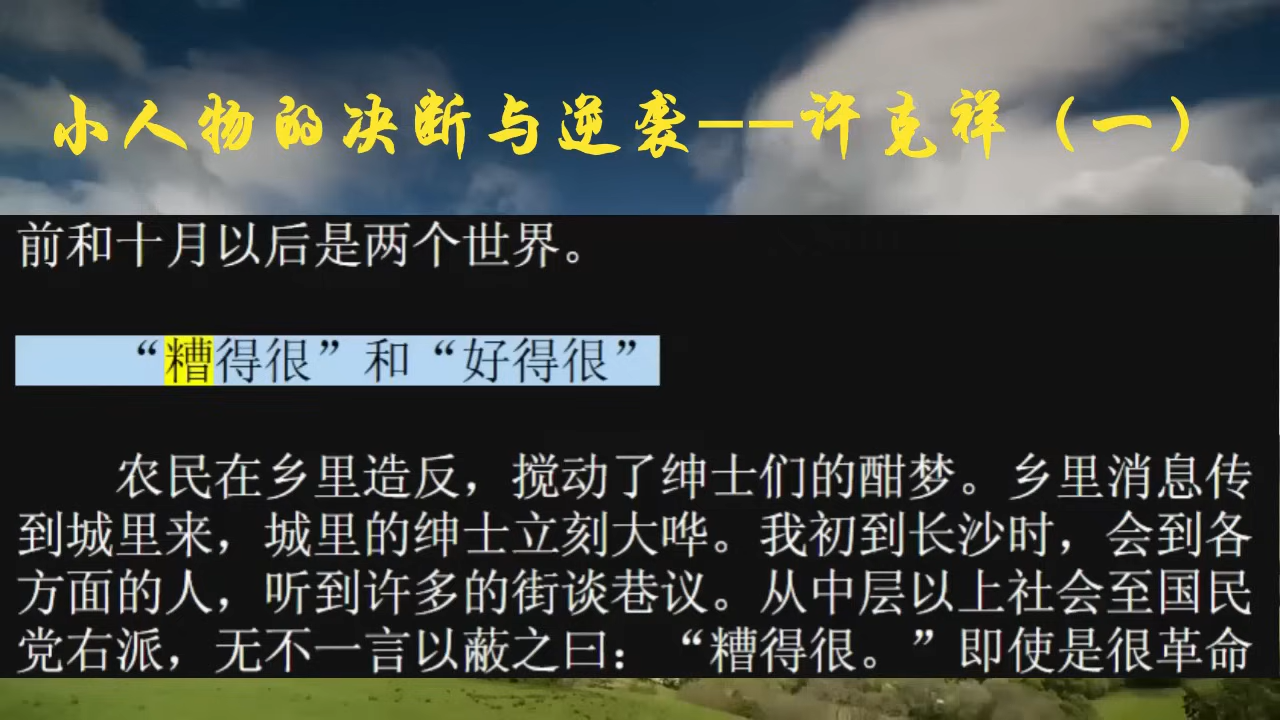 小人物的决断与逆袭--许克祥（一）
前和十月以后是两个世界。
“糟得很”和“好得很”
农民在乡里造反，搅动了绅士们的酣梦。乡里消息传
到城里来，城里的绅士立刻大哗。我初到长沙时，会到各
方面的人，听到许多的街谈巷议。从中层以上社会至国民
党右派，无不一言以蔽之曰：“糟得很。”即使是很革命